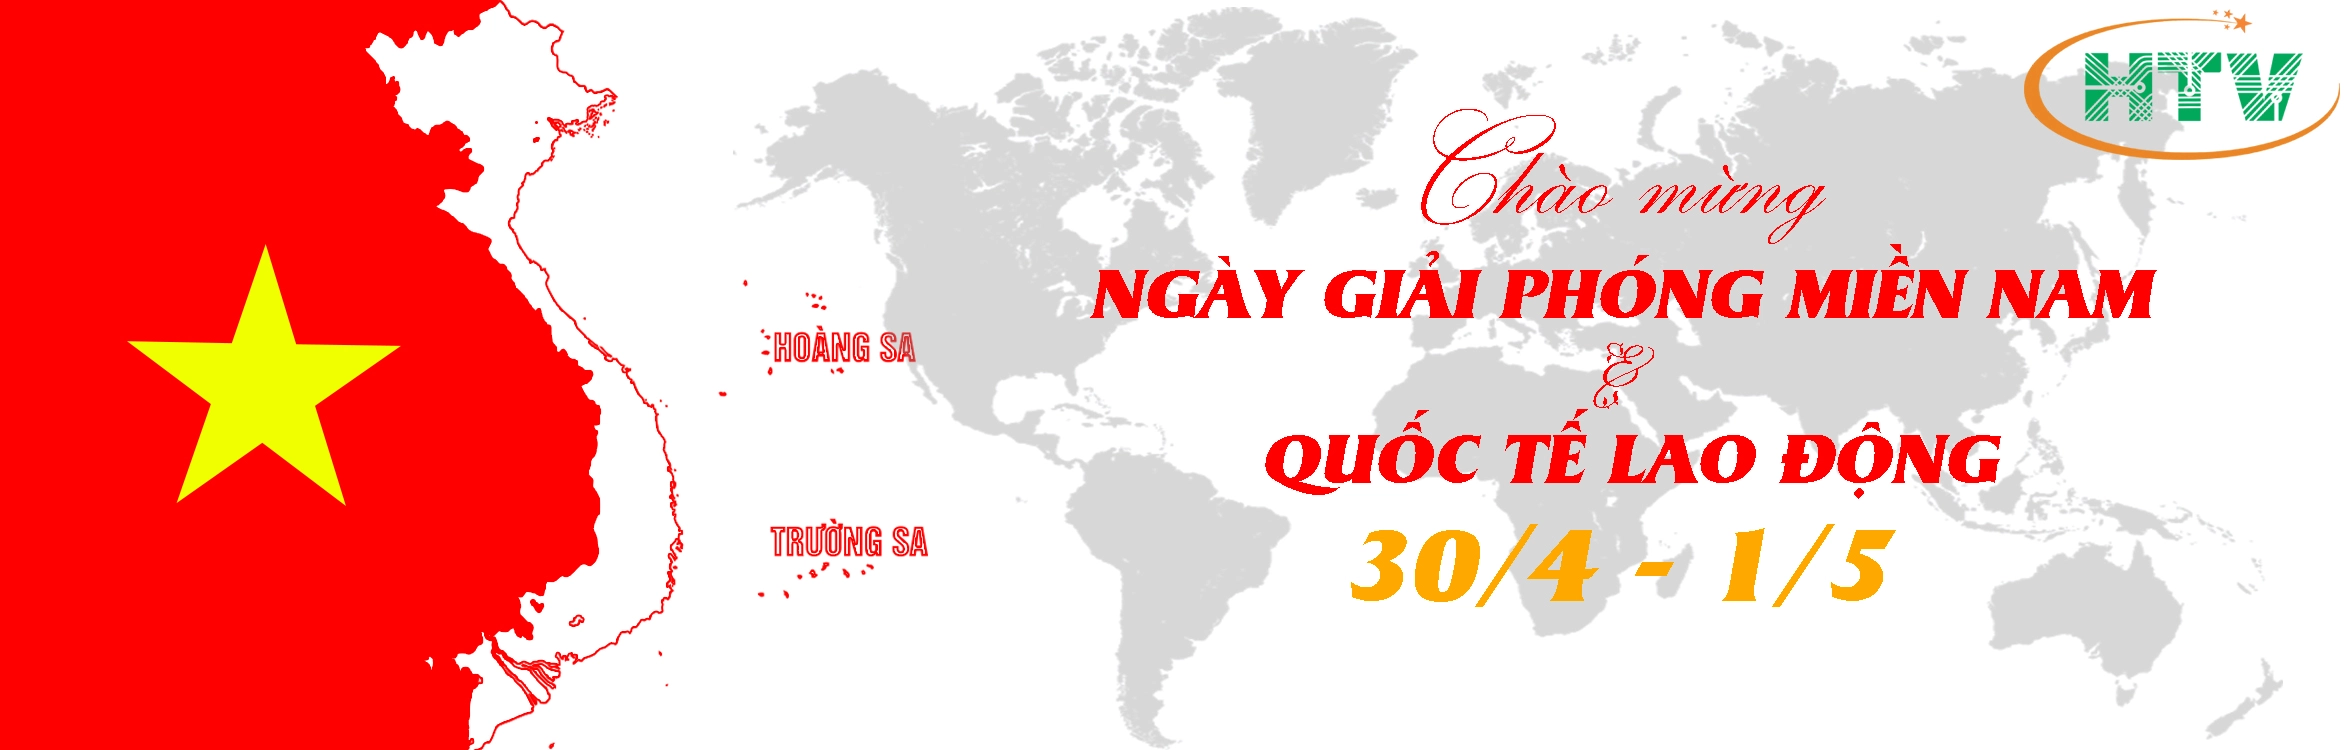 HTV
Chào mừng
NGÀY GIẢI PHÓNG MIỀN NAM
&
QUỐC TẾ LAO ĐỘNG
30/4 - 1/5
HOÀNG SA
TRƯỜNG SA